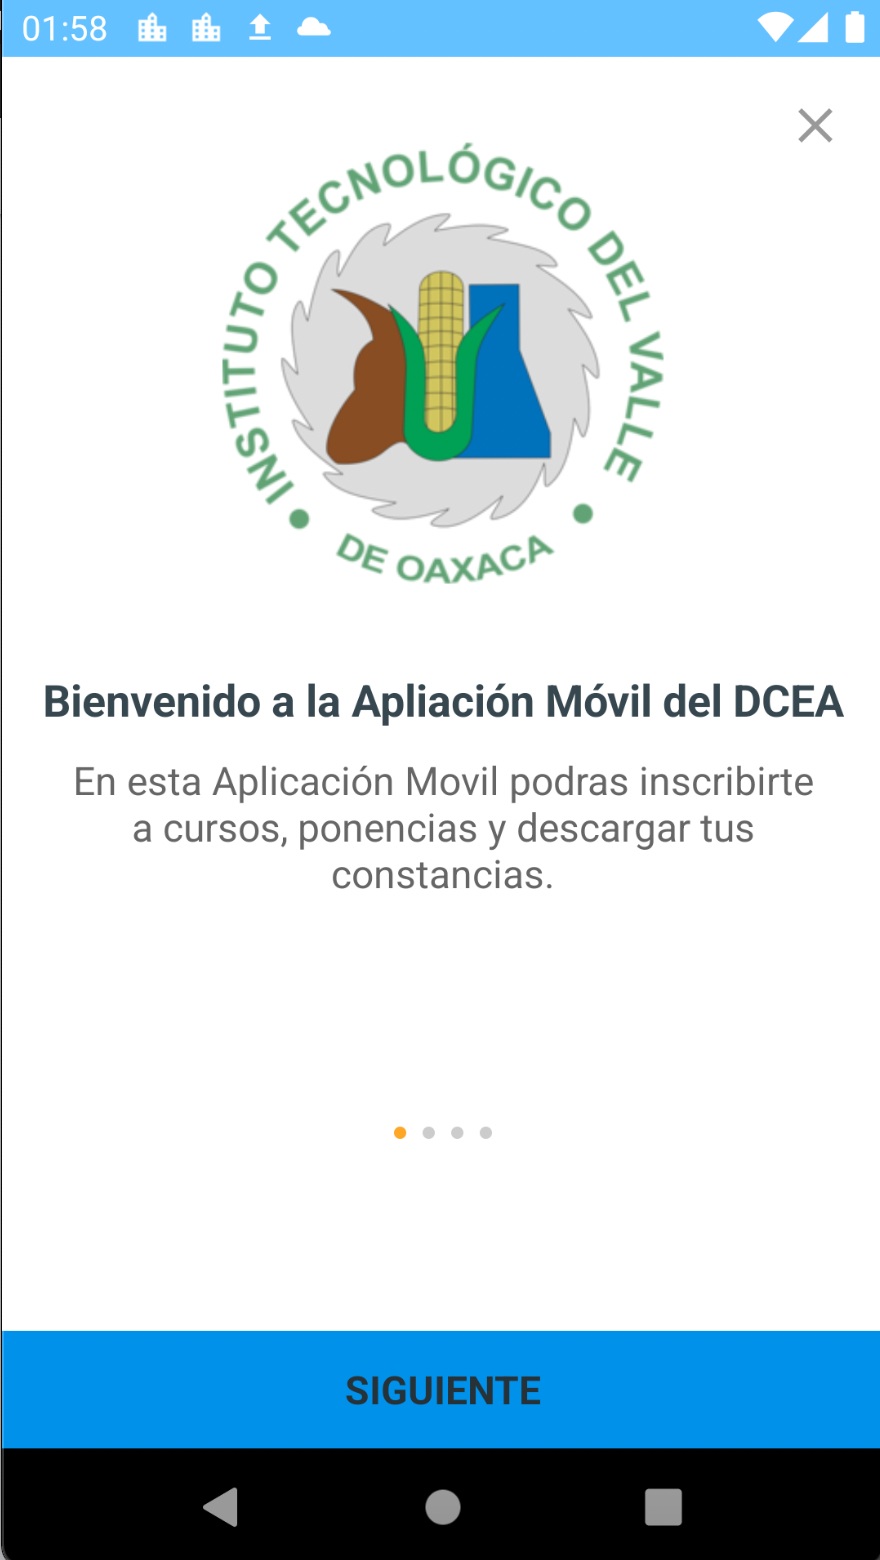 01:58
INSTITUTO TECNOLÓGICO DEL VALLE
DE OAXACA
Bienvenido a la Apliación Móvil del DCEA
En esta Aplicación Movil podras inscribirte
a cursos, ponencias y descargar tus
constancias.
SIGUIENTE